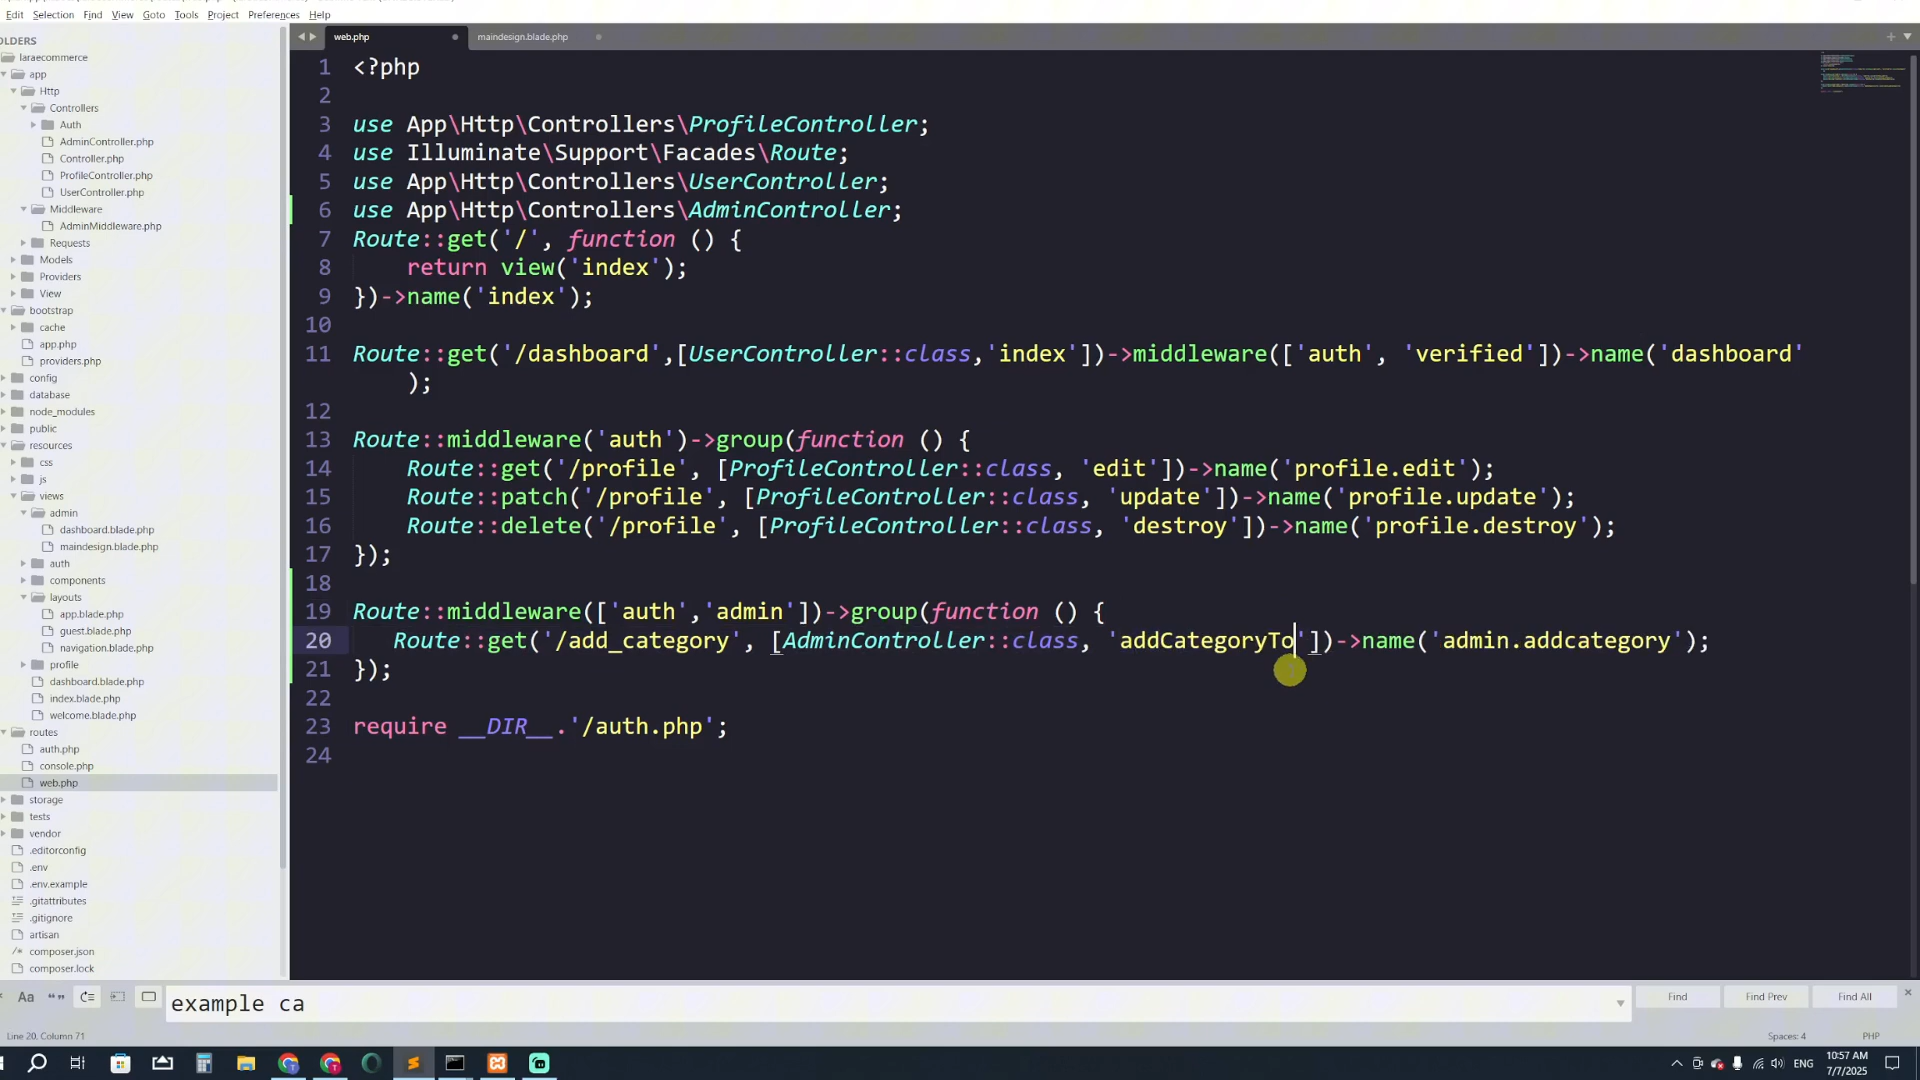 Edit Selection Find View Goto Tools Project Preferences Help
web.php maindesign.blade.php
OLDERS
laraecommerce
app
Http
Controllers
Auth
AdminController.php
Controller.php
ProfileController.php
UserController.php
Middleware
AdminMiddleware.php
Requests
Models
Providers
View
bootstrap
cache
app.php
providers.php
config
database
node_modules
public
resources
css
js
views
admin
dashboard.blade.php
maindesign.blade.php
auth
components
layouts
app.blade.php
guest.blade.php
navigation.blade.php
profile
dashboard.blade.php
index.blade.php
welcome.blade.php
routes
auth.php
console.php
web.php
storage
tests
vendor
.editorconfig
.env
.env.example
.gitattributes
.gitignore
artisan
composer.json
composer.lock
1 <?php
2
3 use App\Http\Controllers\ProfileController;
4 use Illuminate\Support\Facades\Route;
5 use App\Http\Controllers\UserController;
6 use App\Http\Controllers\AdminController;
7 Route::get('/', function () {
8 return view('index');
9 })->name('index');
10
11 Route::get('/dashboard',[UserController::class,'index'])->middleware(['auth', 'verified'])->name('dashboard'
);
12
13 Route::middleware('auth')->group(function () {
14 Route::get('/profile', [ProfileController::class, 'edit'])->name('profile.edit');
15 Route::patch('/profile', [ProfileController::class, 'update'])->name('profile.update');
16 Route::delete('/profile', [ProfileController::class, 'destroy'])->name('profile.destroy');
17 });
18
19 Route::middleware(['auth','admin'])->group(function () {
20 Route::get('/add_category', [AdminController::class, 'addCategoryTo'])->name('admin.addcategory');
21 });
22
23 require __DIR__.'/auth.php';
24
Aa example ca Find Find Prev Find All
Line 20, Column 71 Spaces: 4 PHP
ENG 10:57 AM
7/7/2025